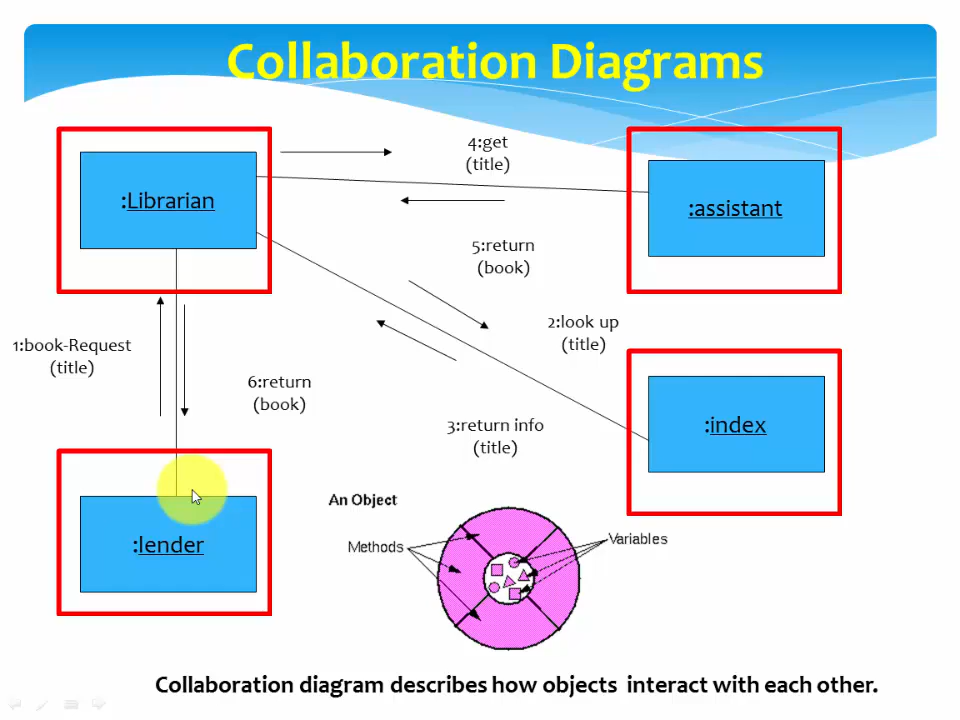 Collaboration Diagrams
:Librarian
4:get
(title)
:assistant
5:return
(book)
2:look up
(title)
1:book-Request
(title)
6:return
(book)
3:return info
(title)
:index
:lender
An Object
Methods
Variables
Collaboration diagram describes how objects interact with each other.